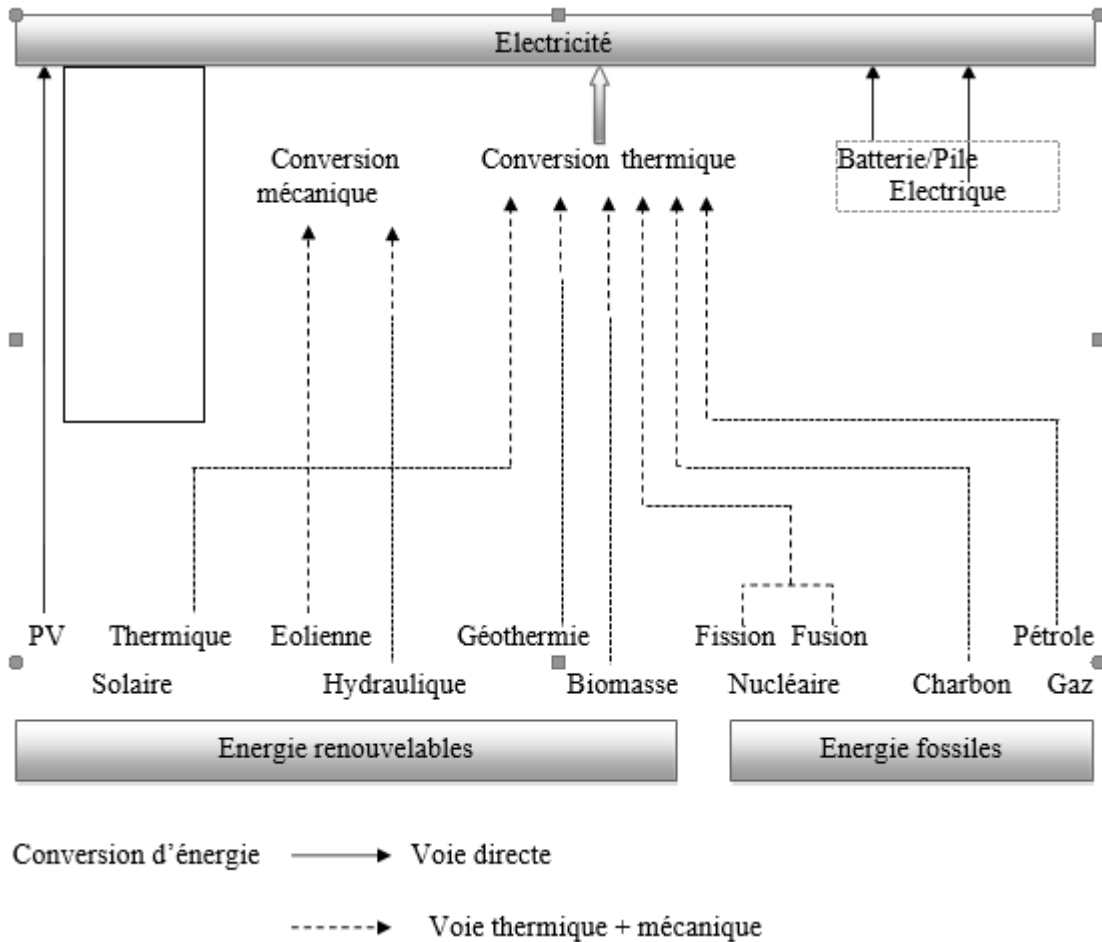 Electricité
Conversion mécanique
Conversion thermique
Batterie/Pile
Electrique
PV Thermique Eolienne Géothermie Fission Fusion Pétrole
Solaire Hydraulique Biomasse Nucléaire Charbon Gaz
Energie renouvelables
Energie fossiles
Conversion d’énergie Voie directe
Voie thermique + mécanique